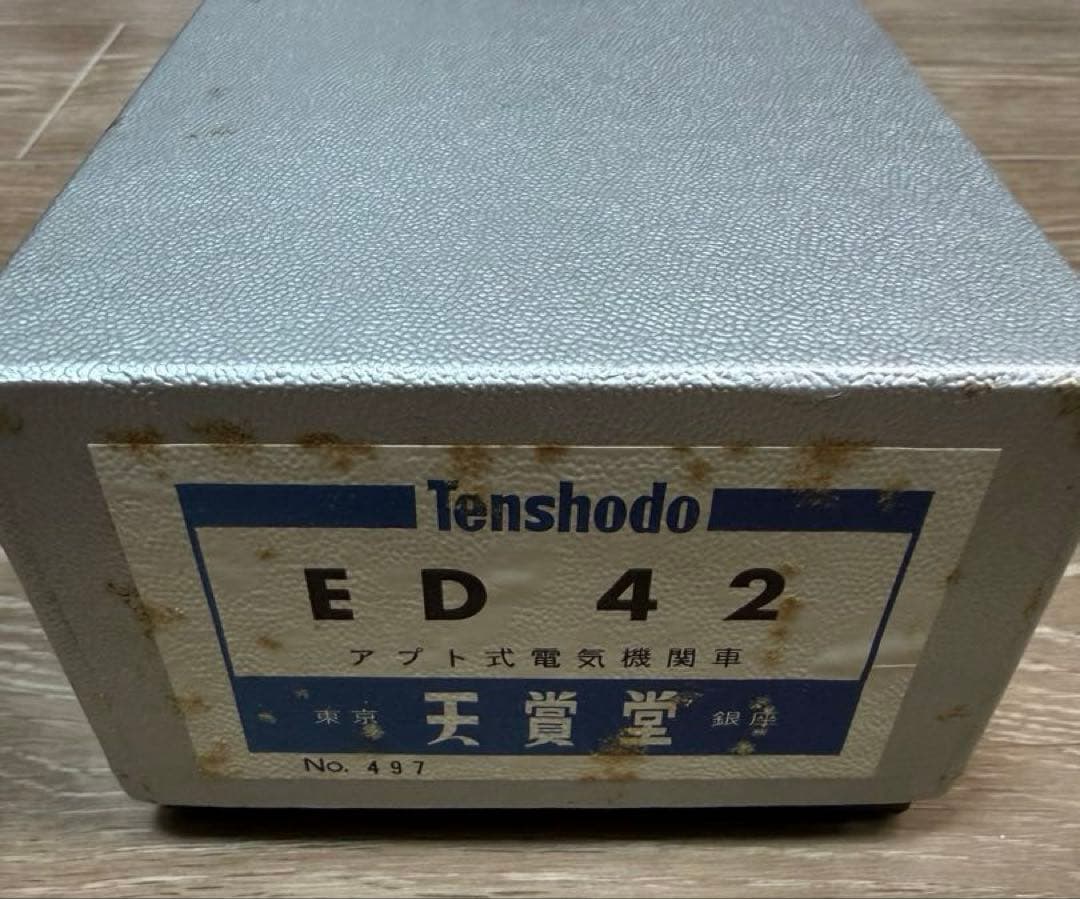 Tenshodo
ED 42
アプト式電気機関車
東京 天賞堂 銀座
No. 497